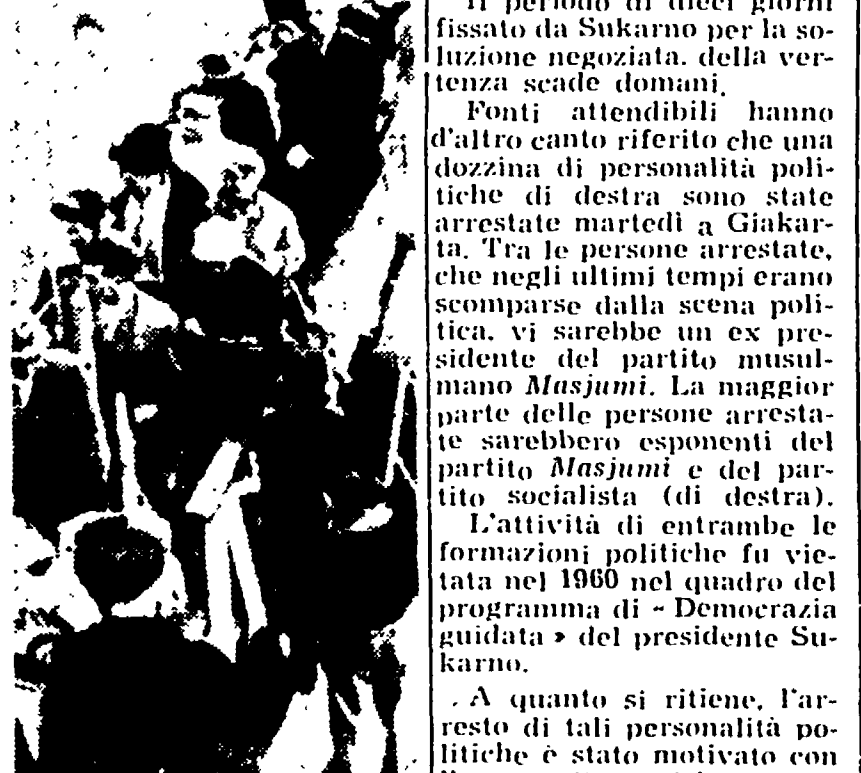 Il periodo di dieci giorni
fissato da Sukarno per la so-
luzione negoziata. della ver-
tenza scade domani.
Fonti attendibili hanno
d'altro canto riferito che una
dozzina di personalità poli-
tiche di destra sono state
arrestate martedì a Giakar-
ta. Tra le persone arrestate,
che negli ultimi tempi erano
scomparse dalla scena poli-
tica, vi sarebbe un ex pre-
sidente del partito musul-
mano Masjumi. La maggior
parte delle persone arresta-
te sarebbero esponenti del
partito Masjumi e del par-
tito socialista (di destra).
L'attività di entrambe le
formazioni politiche fu vie-
tata nel 1960 nel quadro del
programma di « Democrazia
guidata » del presidente Su-
karno.
A quanto si ritiene, l'ar-
resto di tali personalità po-
litiche è stato motivato con